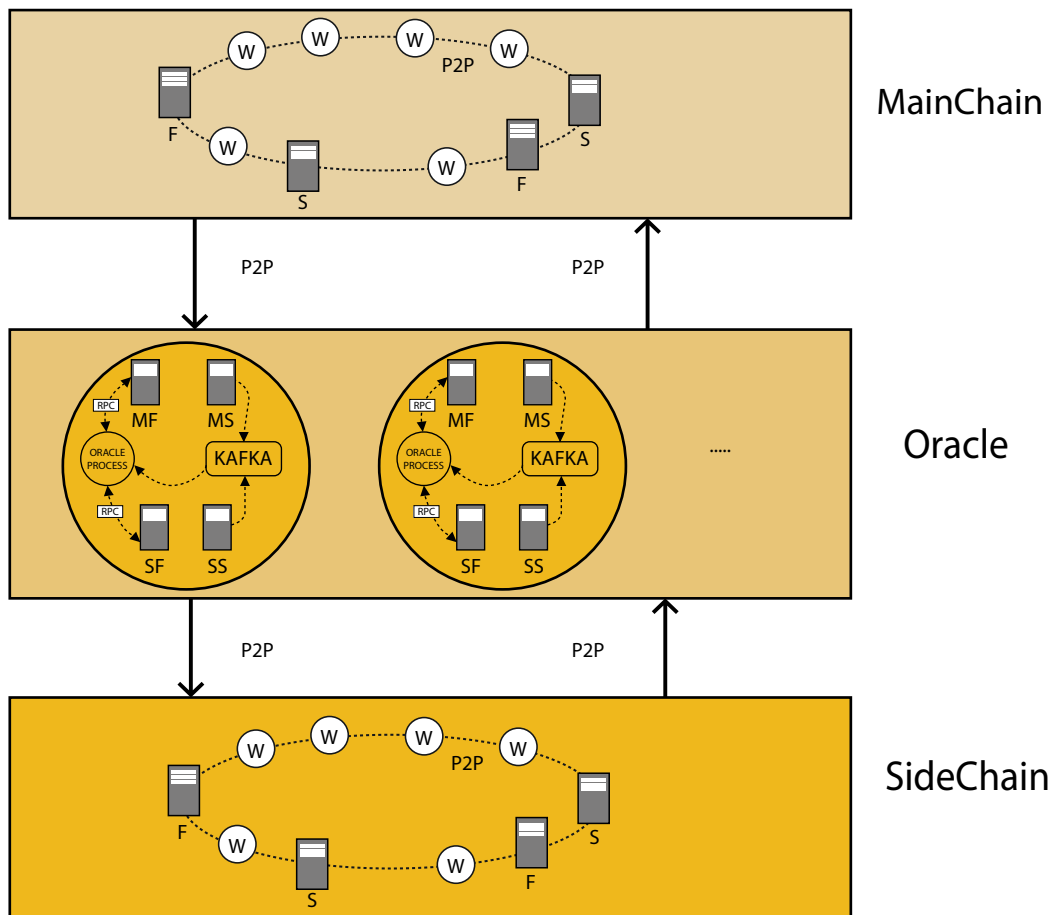 W
W
W
W
P2P
MainChain
F
W
W
S
F
S
P2P
P2P
RPC
MF
MS
ORACLE
PROCESS
KAFKA
RPC
SF
SS
RPC
MF
MS
ORACLE
PROCESS
KAFKA
RPC
SF
SS
.....
Oracle
P2P
P2P
W
W
W
W
P2P
SideChain
F
W
W
S
F
S